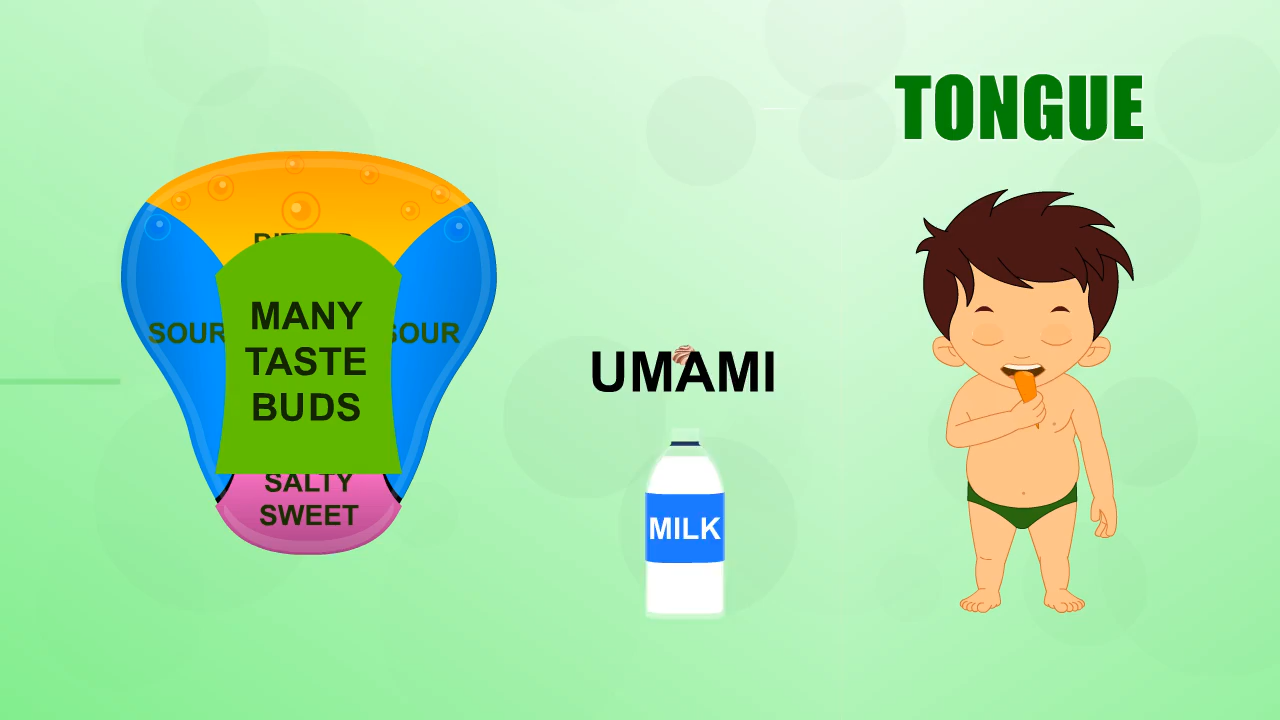 TONGUE
SOUR
MANY
TASTE
BUDS
SOUR
SALTY
SWEET
UMAMI
MILK